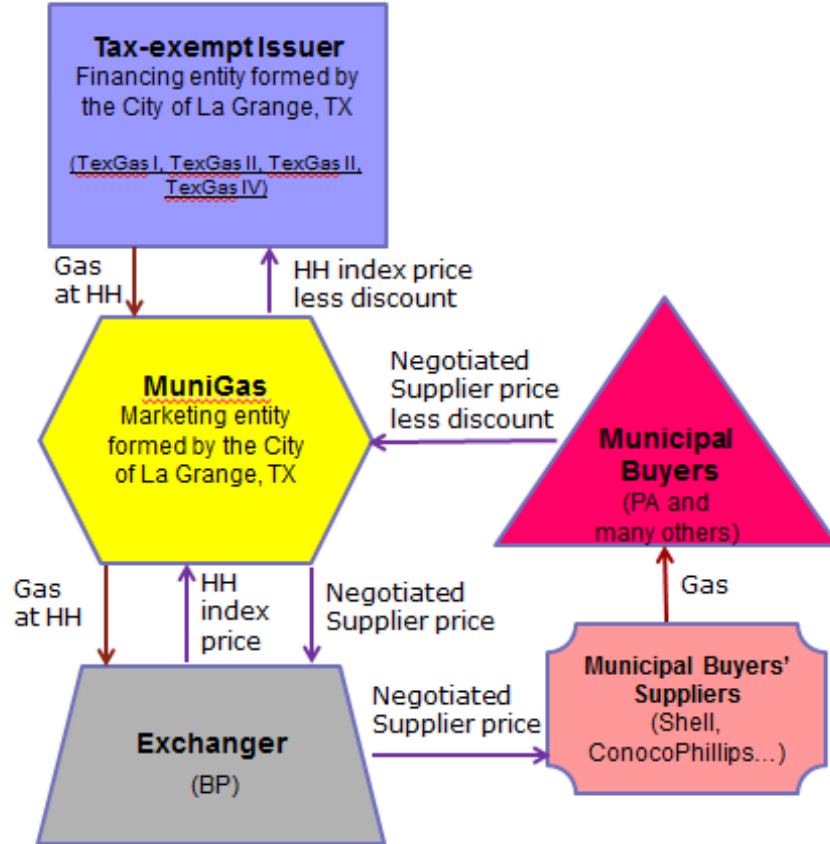 Tax-exempt Issuer
Financing entity formed by
the City of La Grange, TX
(TexGas I, TexGas II, TexGas II,
TexGas IV)
Gas
at HH
HH index price
less discount
MuniGas
Marketing entity
formed by the City
of La Grange, TX
Negotiated
Supplier price
less discount
Municipal
Buyers
(PA and
many others)
Gas
at HH
HH
index
price
Negotiated
Supplier price
Gas
Exchanger
(BP)
Negotiated
Supplier price
Municipal Buyers'
Suppliers
(Shell,
ConocoPhillips...)